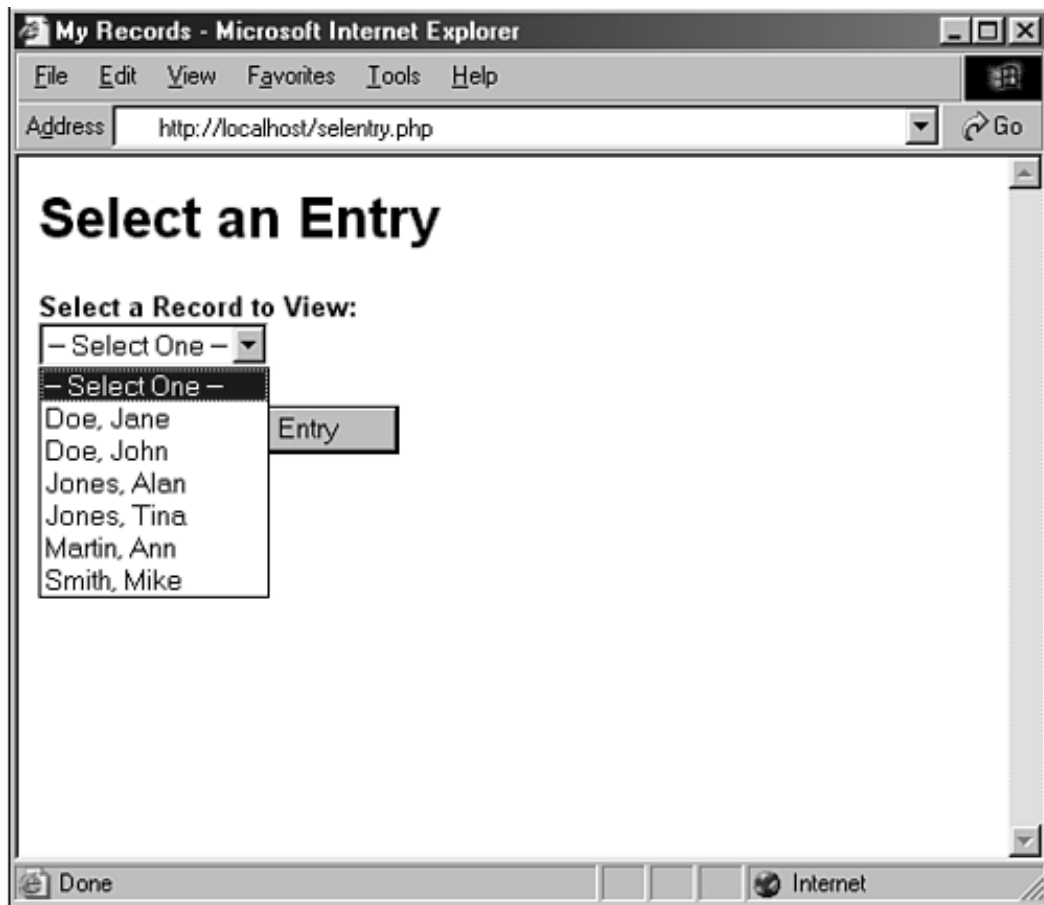 My Records - Microsoft Internet Explorer
File Edit View Favorites Tools Help
Address http://localhost/selentry.php Go
Select an Entry
Select a Record to View:
– Select One –
– Select One –
Doe, Jane
Entry
Doe, John
Jones, Alan
Jones, Tina
Martin, Ann
Smith, Mike
Done Internet